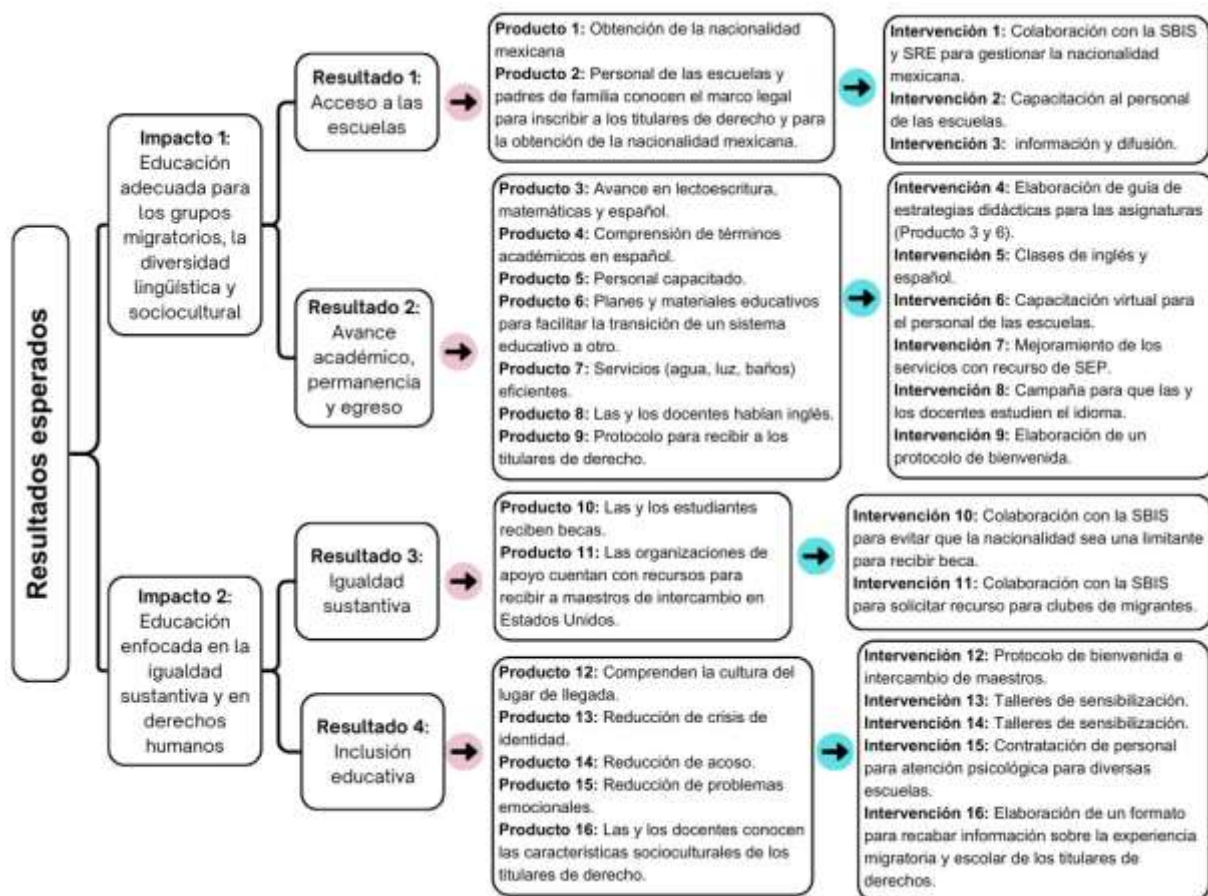 Resultados esperados
Impacto 1:
Educación
adecuada para
los grupos
migratorios, la
diversidad
lingüística y
sociocultural
Resultado 1:
Acceso a las
escuelas
Producto 1: Obtención de la nacionalidad
mexicana
Producto 2: Personal de las escuelas y
padres de familia conocen el marco legal
para inscribir a los titulares de derecho y para
la obtención de la nacionalidad mexicana.
Intervención 1: Colaboración con la SBIS
y SRE para gestionar la nacionalidad
mexicana.
Intervención 2: Capacitación al personal
de las escuelas.
Intervención 3: información y difusión.
Resultado 2:
Avance
académico,
permanencia
y egreso
Producto 3: Avance en lectoescritura,
matemáticas y español.
Producto 4: Comprensión de términos
académicos en español.
Producto 5: Personal capacitado.
Producto 6: Planes y materiales educativos
para facilitar la transición de un sistema
educativo a otro.
Producto 7: Servicios (agua, luz, baños)
eficientes.
Producto 8: Las y los docentes hablan inglés.
Producto 9: Protocolo para recibir a los
titulares de derecho.
Intervención 4: Elaboración de guía de
estrategias didácticas para las asignaturas
(Producto 3 y 6).
Intervención 5: Clases de inglés y
español.
Intervención 6: Capacitación virtual para
el personal de las escuelas.
Intervención 7: Mejoramiento de los
servicios con recurso de SEP.
Intervención 8: Campaña para que las y
los docentes estudien el idioma.
Intervención 9: Elaboración de un
protocolo de bienvenida.
Impacto 2:
Educación
enfocada en la
igualdad
sustantiva y en
derechos
humanos
Resultado 3:
Igualdad
sustantiva
Producto 10: Las y los estudiantes
reciben becas.
Producto 11: Las organizaciones de
apoyo cuentan con recursos para
recibir a maestros de intercambio en
Estados Unidos.
Intervención 10: Colaboración con la SBIS
para evitar que la nacionalidad sea una limitante
para recibir beca.
Intervención 11: Colaboración con la SBIS
para solicitar recurso para clubes de migrantes.
Resultado 4:
Inclusión
educativa
Producto 12: Comprenden la cultura del
lugar de llegada.
Producto 13: Reducción de crisis de
identidad.
Producto 14: Reducción de acoso.
Producto 15: Reducción de problemas
emocionales.
Producto 16: Las y los docentes conocen
las características socioculturales de los
titulares de derecho.
Intervención 12: Protocolo de bienvenida e
intercambio de maestros.
Intervención 13: Talleres de sensibilización.
Intervención 14: Talleres de sensibilización.
Intervención 15: Contratación de personal
para atención psicológica para diversas
escuelas.
Intervención 16: Elaboración de un formato
para recabar información sobre la experiencia
migratoria y escolar de los titulares de
derechos.